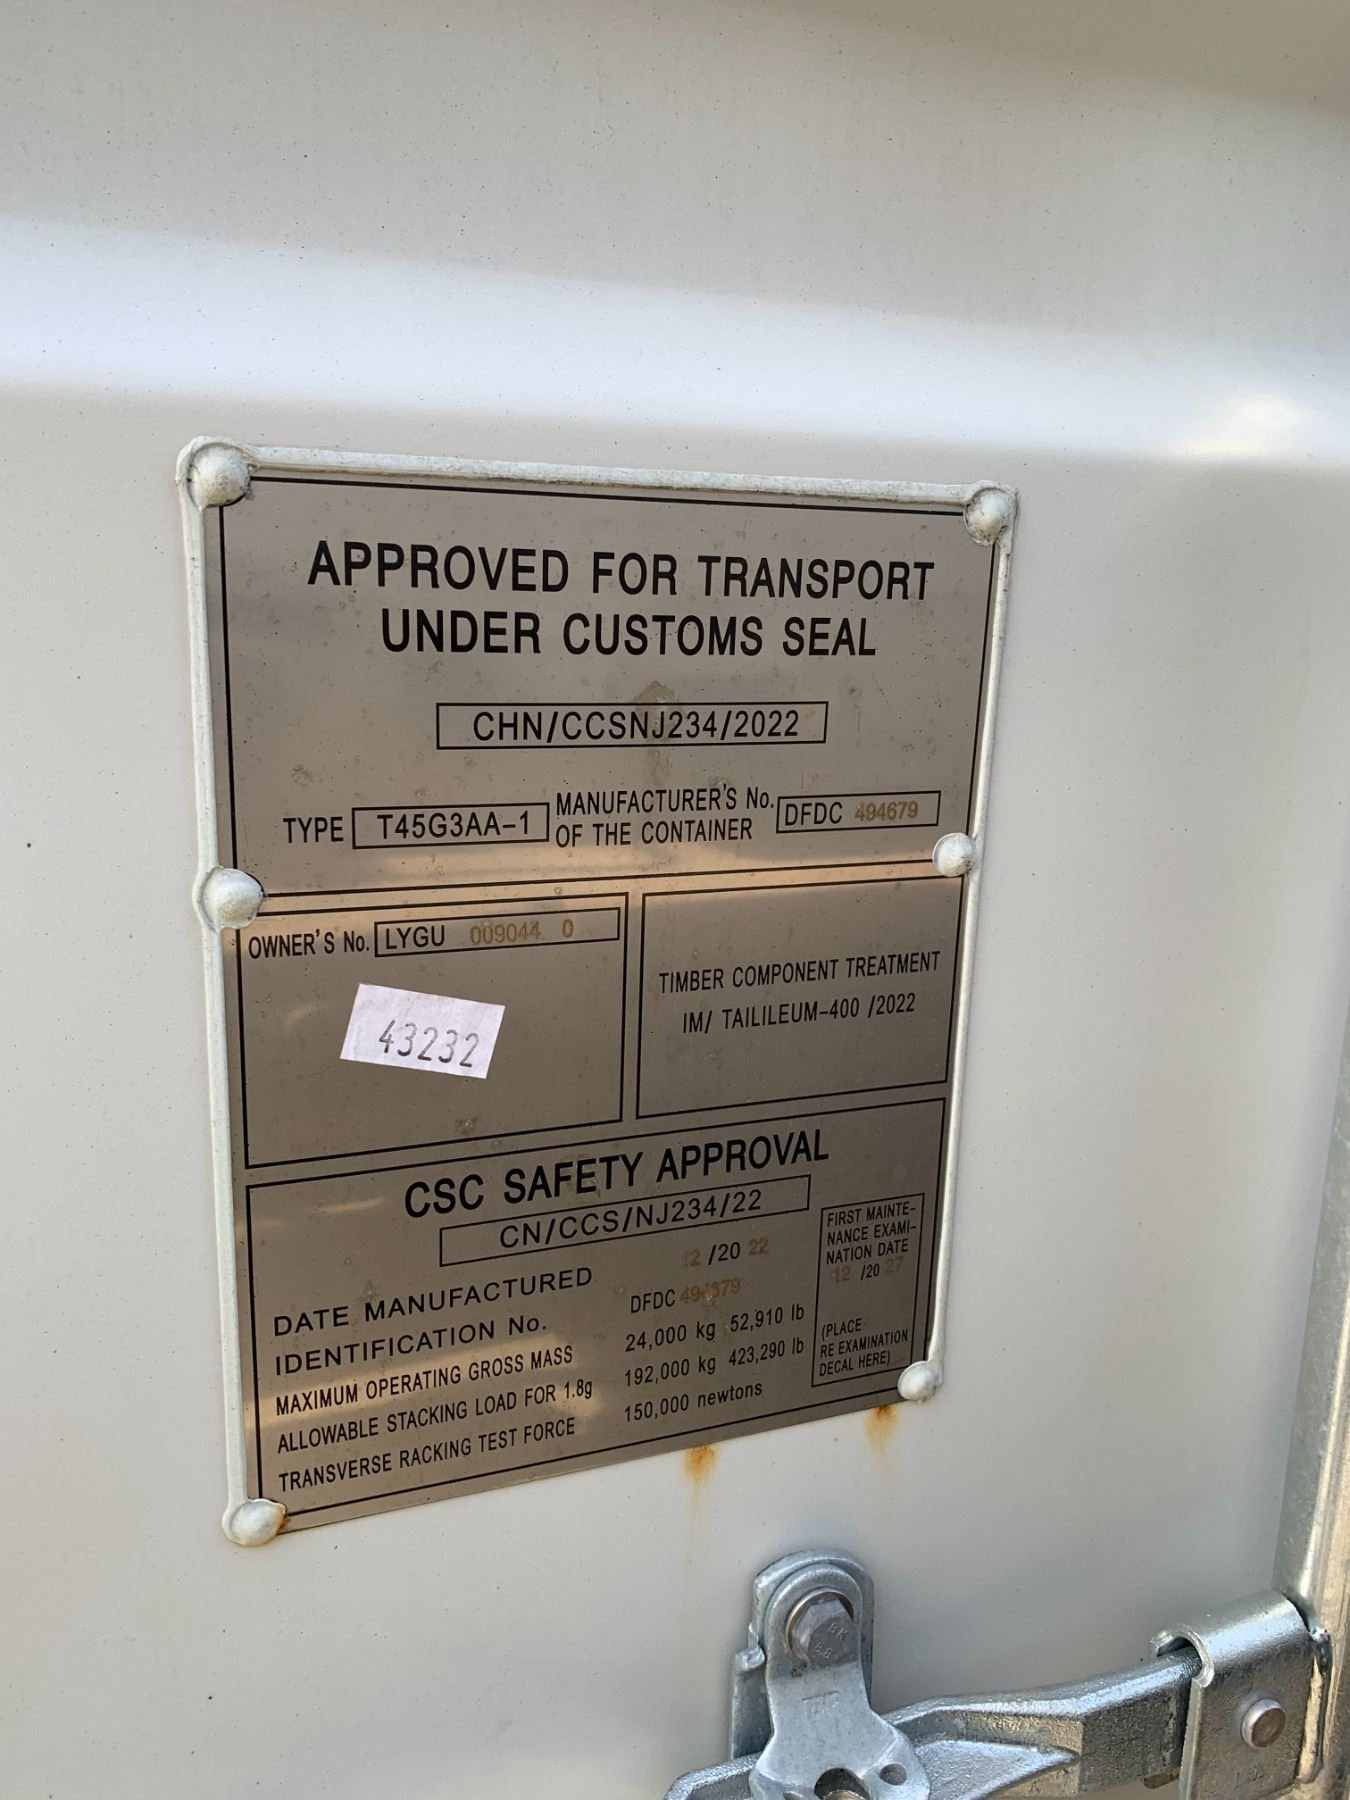 APPROVED FOR TRANSPORT
UNDER CUSTOMS SEAL
CHN/CCSNJ234/2022
TYPE T45G3AA-1 MANUFACTURER'S No. OF THE CONTAINER DFDC 494679
OWNER'S No. LYGU 009044 0
43232
TIMBER COMPONENT TREATMENT
IM/ TAILILEUM-400 /2022
CSC SAFETY APPROVAL
CN/CCS/NJ234/22
DATE MANUFACTURED 12 /20 22
IDENTIFICATION No. DFDC 494679
MAXIMUM OPERATING GROSS MASS 24,000 kg 52,910 lb
ALLOWABLE STACKING LOAD FOR 1.8g 192,000 kg 423,290 lb
TRANSVERSE RACKING TEST FORCE 150,000 newtons
FIRST MAINTE-
NANCE EXAMI-
NATION DATE
12 /20 27
(PLACE
RE EXAMINATION
DECAL HERE)